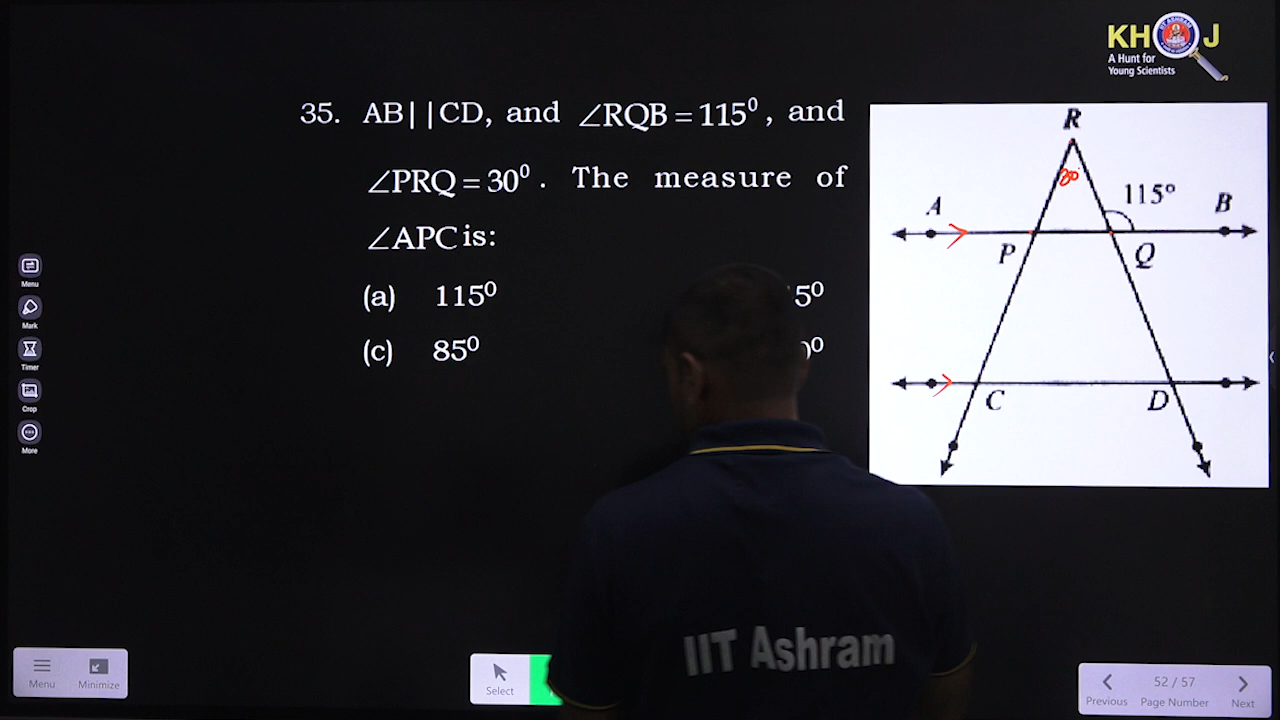 KHOJ
A Hunt for
Young Scientists
35. AB||CD, and ∠RQB = 115⁰, and
∠PRQ = 30⁰. The measure of
∠APC is:
(a) 115⁰
5⁰
(c) 85⁰
0⁰
R
30
115°
A
B
P
Q
C
D
Menu
Mark
Timer
Crop
More
IIT Ashram
Menu
Minimize
Select
52 / 57
Previous
Page Number
Next